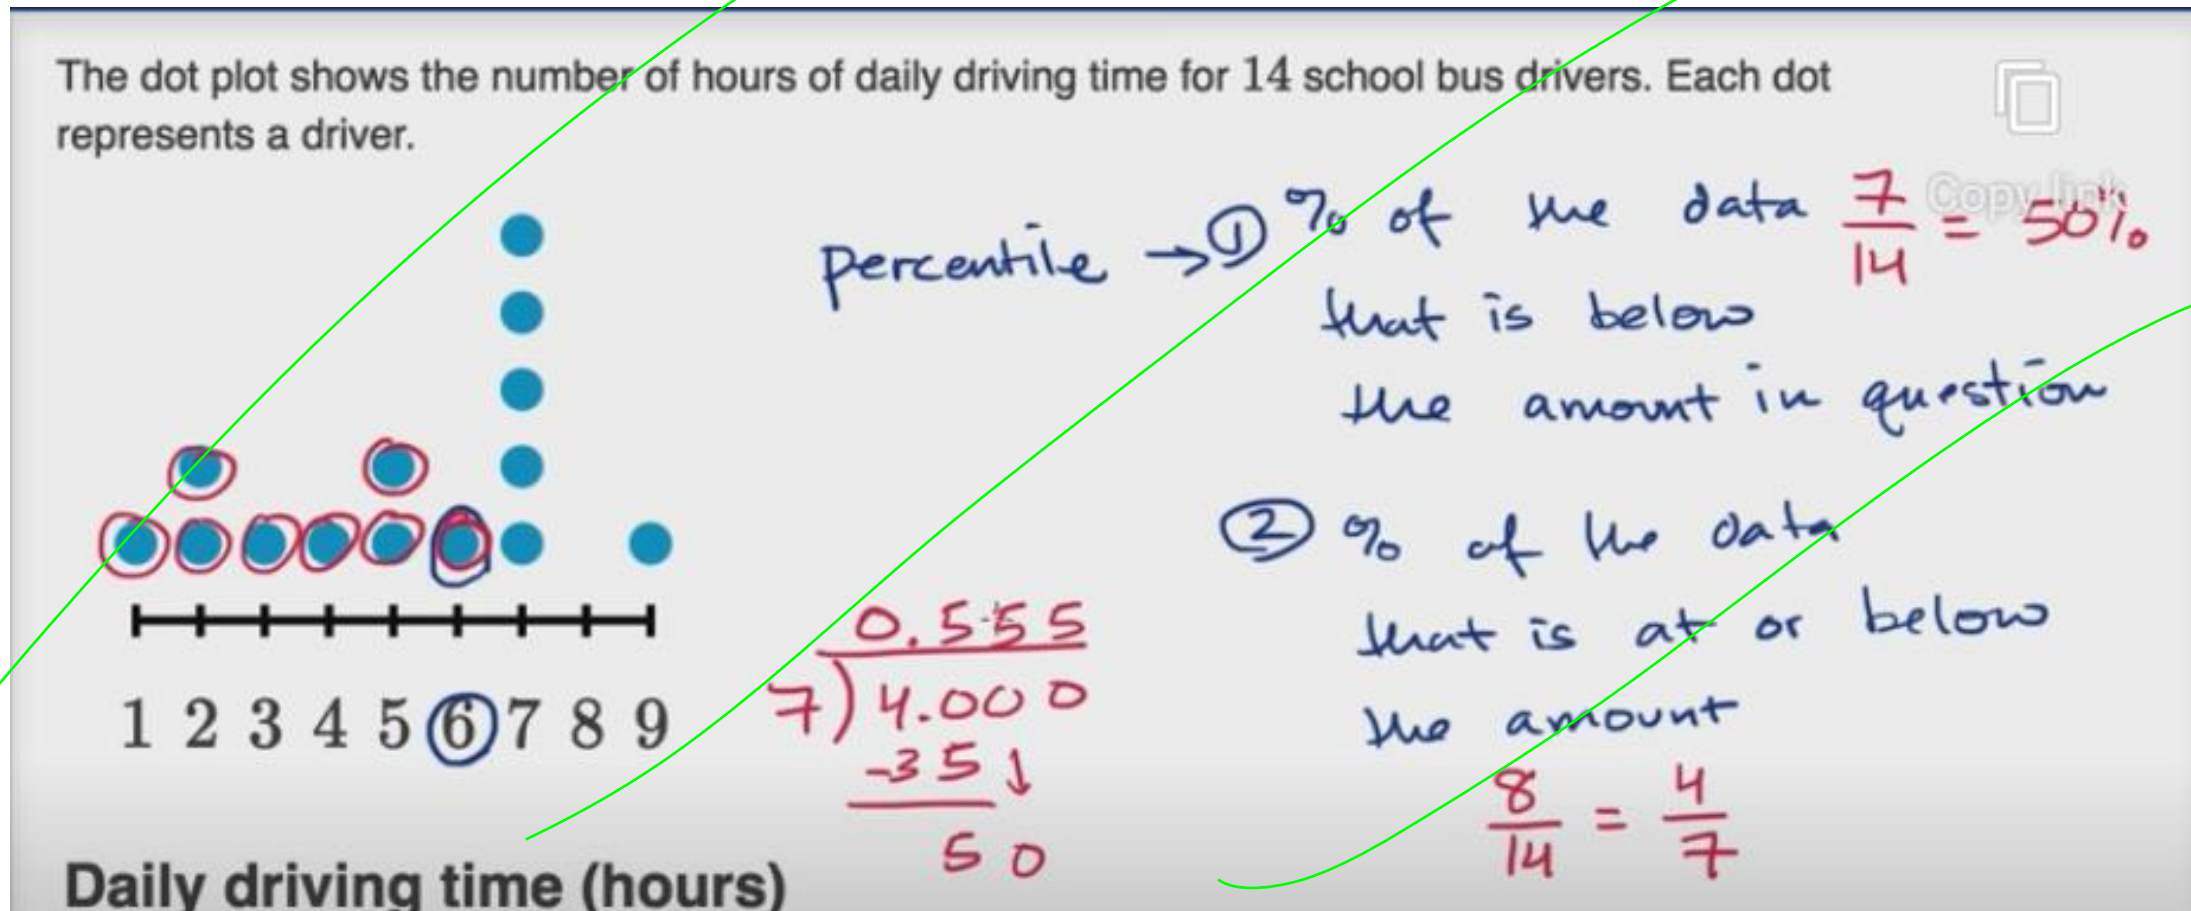 The dot plot shows the number of hours of daily driving time for 14 school bus drivers. Each dot
represents a driver.
Copy link
percentile → ① % of the data 7/14 = 50%
that is below
the amount in question
② % of the data
that is at or below
the amount
8/14 = 4/7
0.555
7)4.000
-35↓
50
1 2 3 4 5 6 7 8 9
Daily driving time (hours)